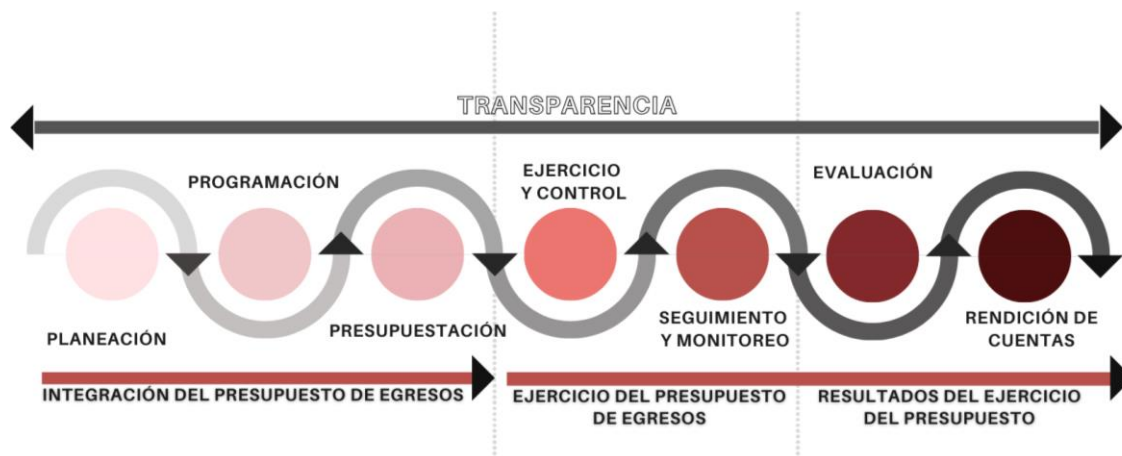 TRANSPARENCIA
PROGRAMACIÓN
EJERCICIO
Y CONTROL
EVALUACIÓN
PLANEACIÓN
PRESUPUESTACIÓN
SEGUIMIENTO
Y MONITOREO
RENDICIÓN DE
CUENTAS
INTEGRACIÓN DEL PRESUPUESTO DE EGRESOS
EJERCICIO DEL PRESUPUESTO
DE EGRESOS
RESULTADOS DEL EJERCICIO
DEL PRESUPUESTO